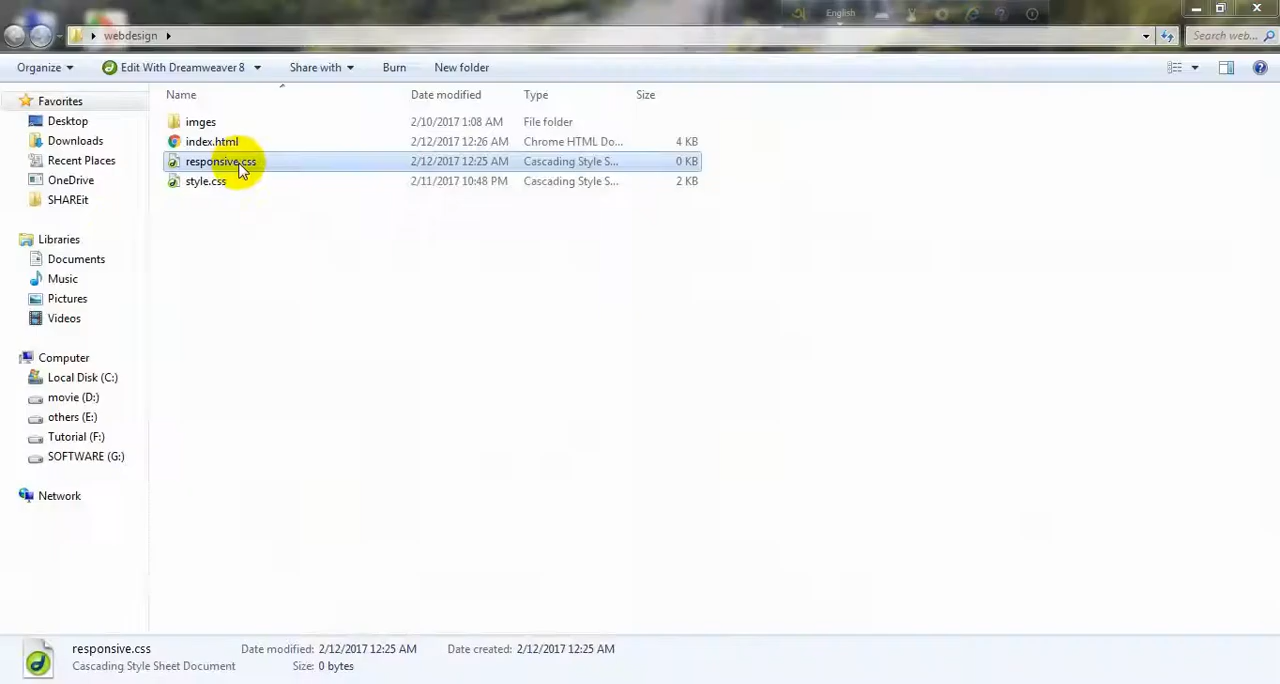 English
webdesign
Search web...
Organize Edit With Dreamweaver 8 Share with Burn New folder
Name Date modified Type Size
Favorites
Desktop
Downloads
Recent Places
OneDrive
SHAREit
Libraries
Documents
Music
Pictures
Videos
Computer
Local Disk (C:)
movie (D:)
others (E:)
Tutorial (F:)
SOFTWARE (G:)
Network
imges 2/10/2017 1:08 AM File folder
index.html 2/12/2017 12:26 AM Chrome HTML Do... 4 KB
responsive.css 2/12/2017 12:25 AM Cascading Style S... 0 KB
style.css 2/11/2017 10:48 PM Cascading Style S... 2 KB
responsive.css Date modified: 2/12/2017 12:25 AM Date created: 2/12/2017 12:25 AM
Cascading Style Sheet Document Size: 0 bytes